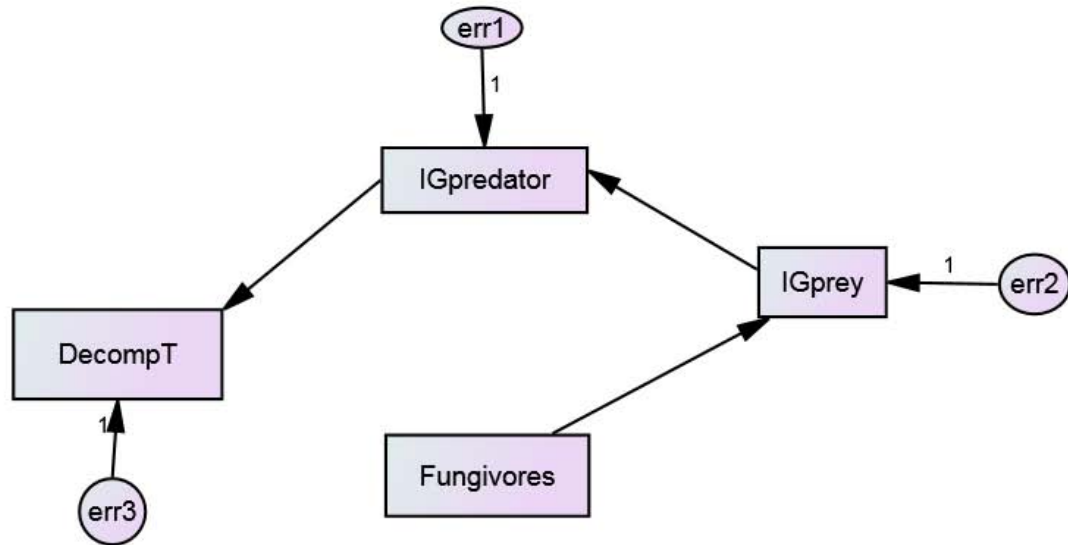 err1
1
IGpredator
IGprey
1
err2
DecompT
1
Fungivores
err3